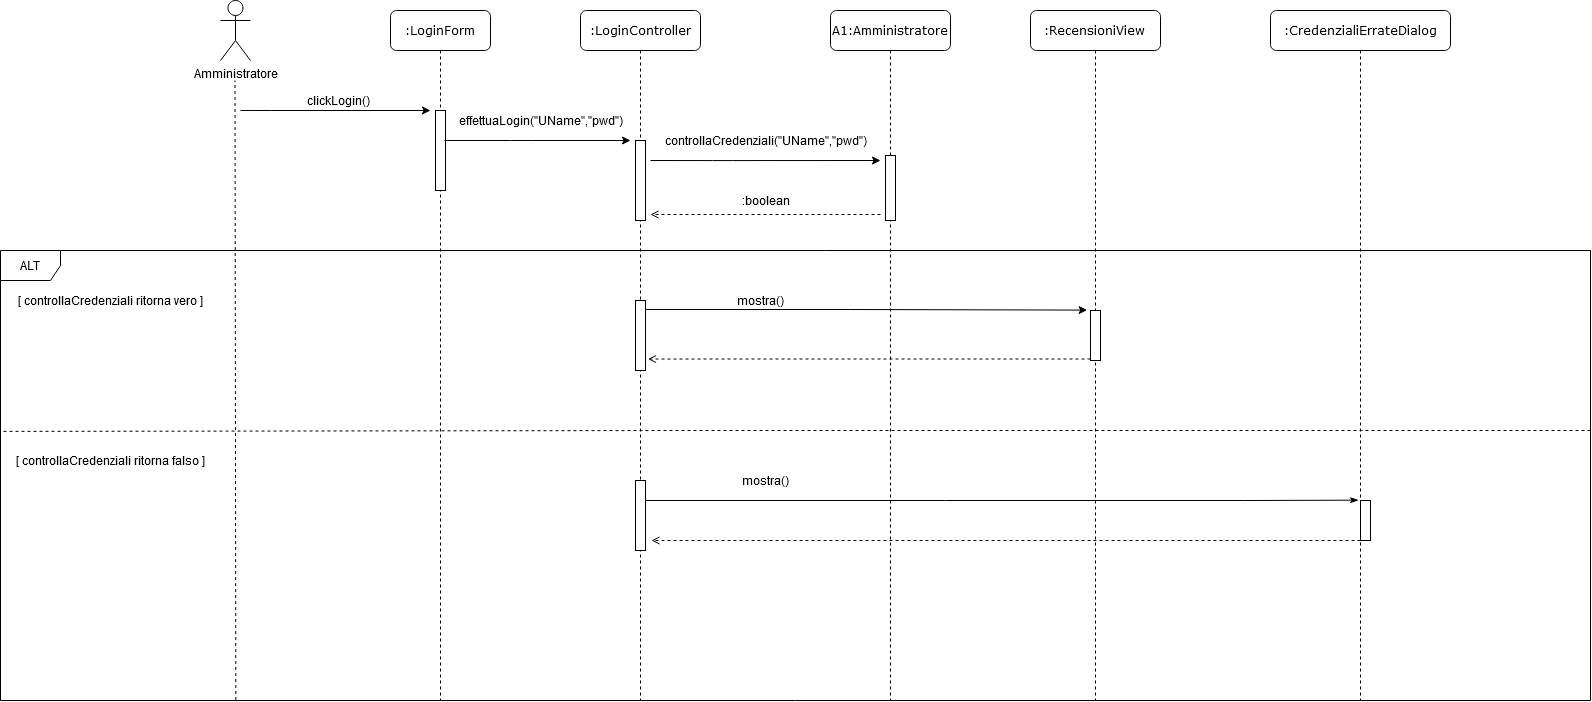 :LoginForm
:LoginController
A1:Amministratore
:RecensioniView
:CredenzialiErrateDialog
Amministratore
clickLogin()
effettuaLogin("UName","pwd")
controllaCredenziali("UName","pwd")
:boolean
ALT
[ controllaCredenziali ritorna vero ]
mostra()
[ controllaCredenziali ritorna falso ]
mostra()